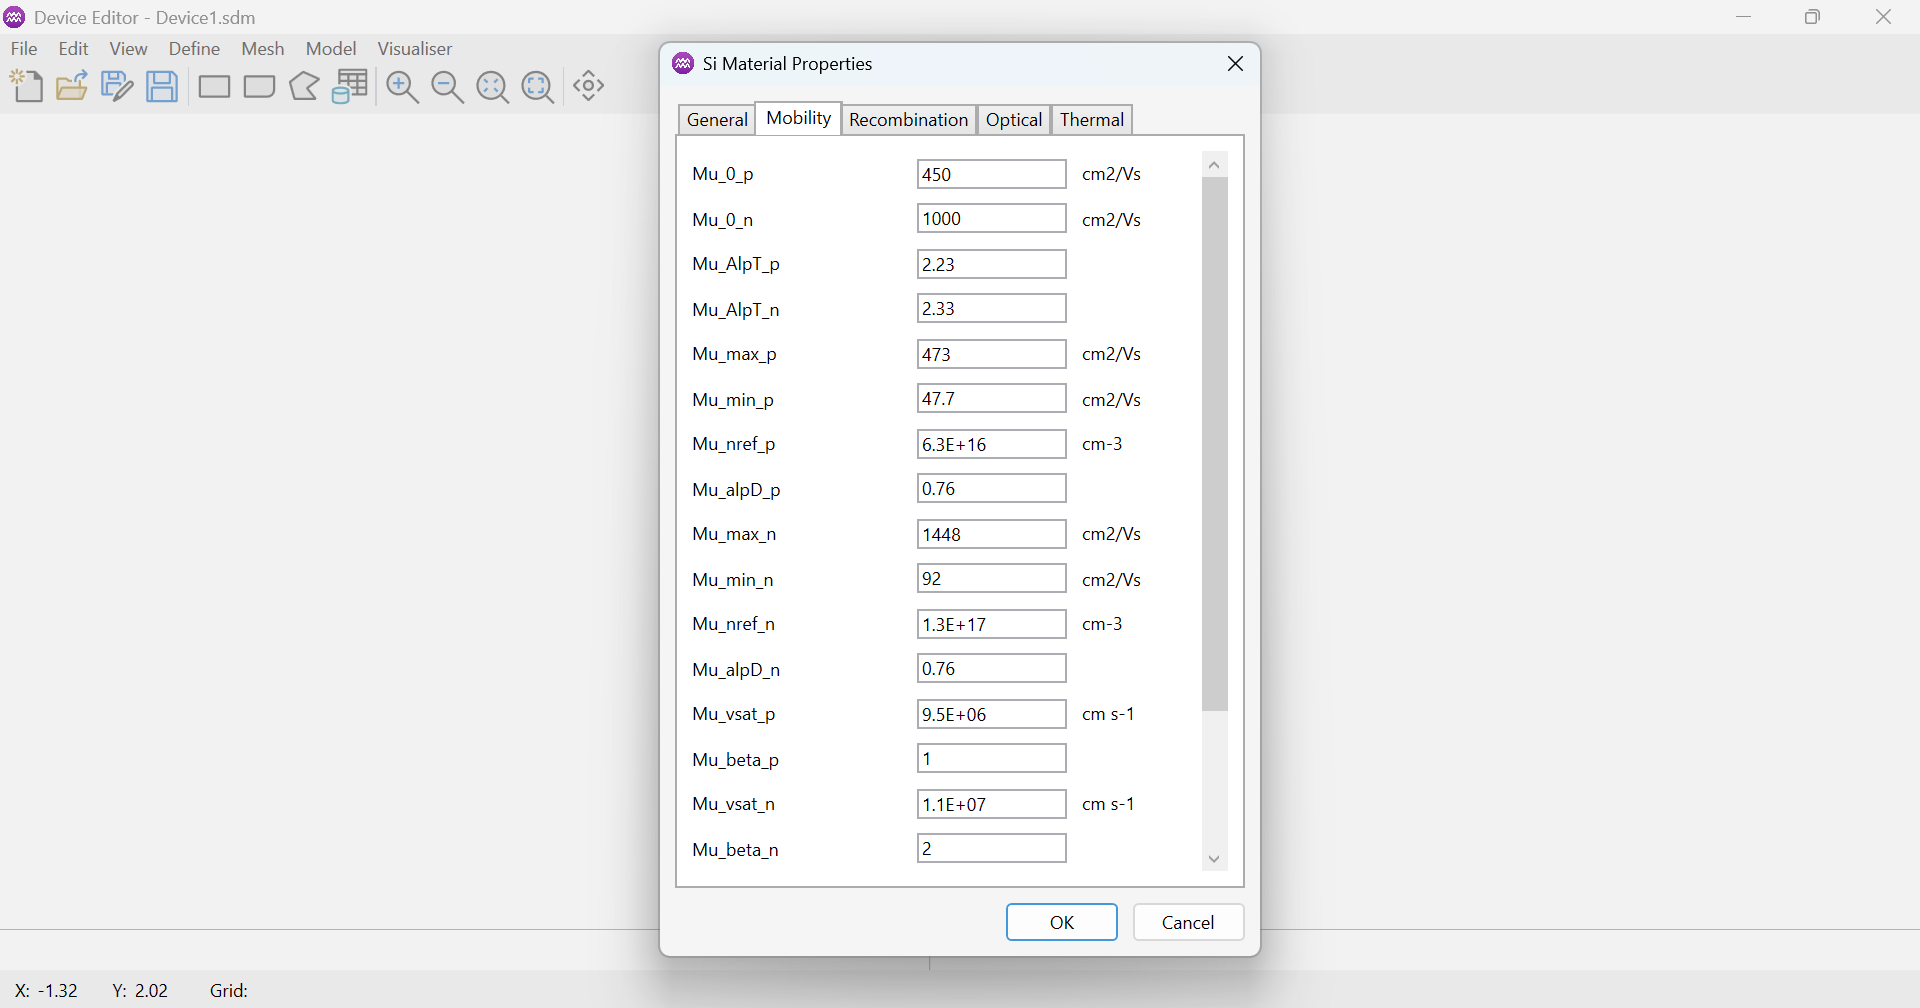 Device Editor - Device1.sdm
File Edit View Define Mesh Model Visualiser
Si Material Properties
General Mobility Recombination Optical Thermal
Mu_0_p 450 cm2/Vs
Mu_0_n 1000 cm2/Vs
Mu_AlpT_p 2.23
Mu_AlpT_n 2.33
Mu_max_p 473 cm2/Vs
Mu_min_p 47.7 cm2/Vs
Mu_nref_p 6.3E+16 cm-3
Mu_alpD_p 0.76
Mu_max_n 1448 cm2/Vs
Mu_min_n 92 cm2/Vs
Mu_nref_n 1.3E+17 cm-3
Mu_alpD_n 0.76
Mu_vsat_p 9.5E+06 cm s-1
Mu_beta_p 1
Mu_vsat_n 1.1E+07 cm s-1
Mu_beta_n 2
OK Cancel
X: -1.32 Y: 2.02 Grid: